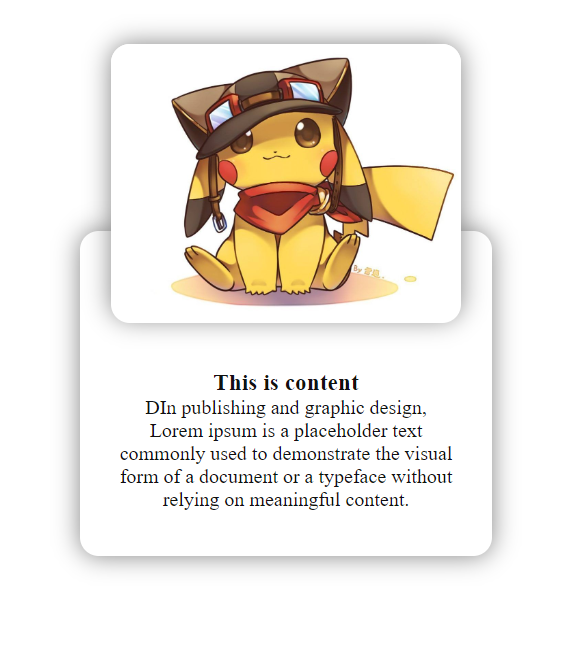 This is content
DIn publishing and graphic design,
Lorem ipsum is a placeholder text
commonly used to demonstrate the visual
form of a document or a typeface without
relying on meaningful content.